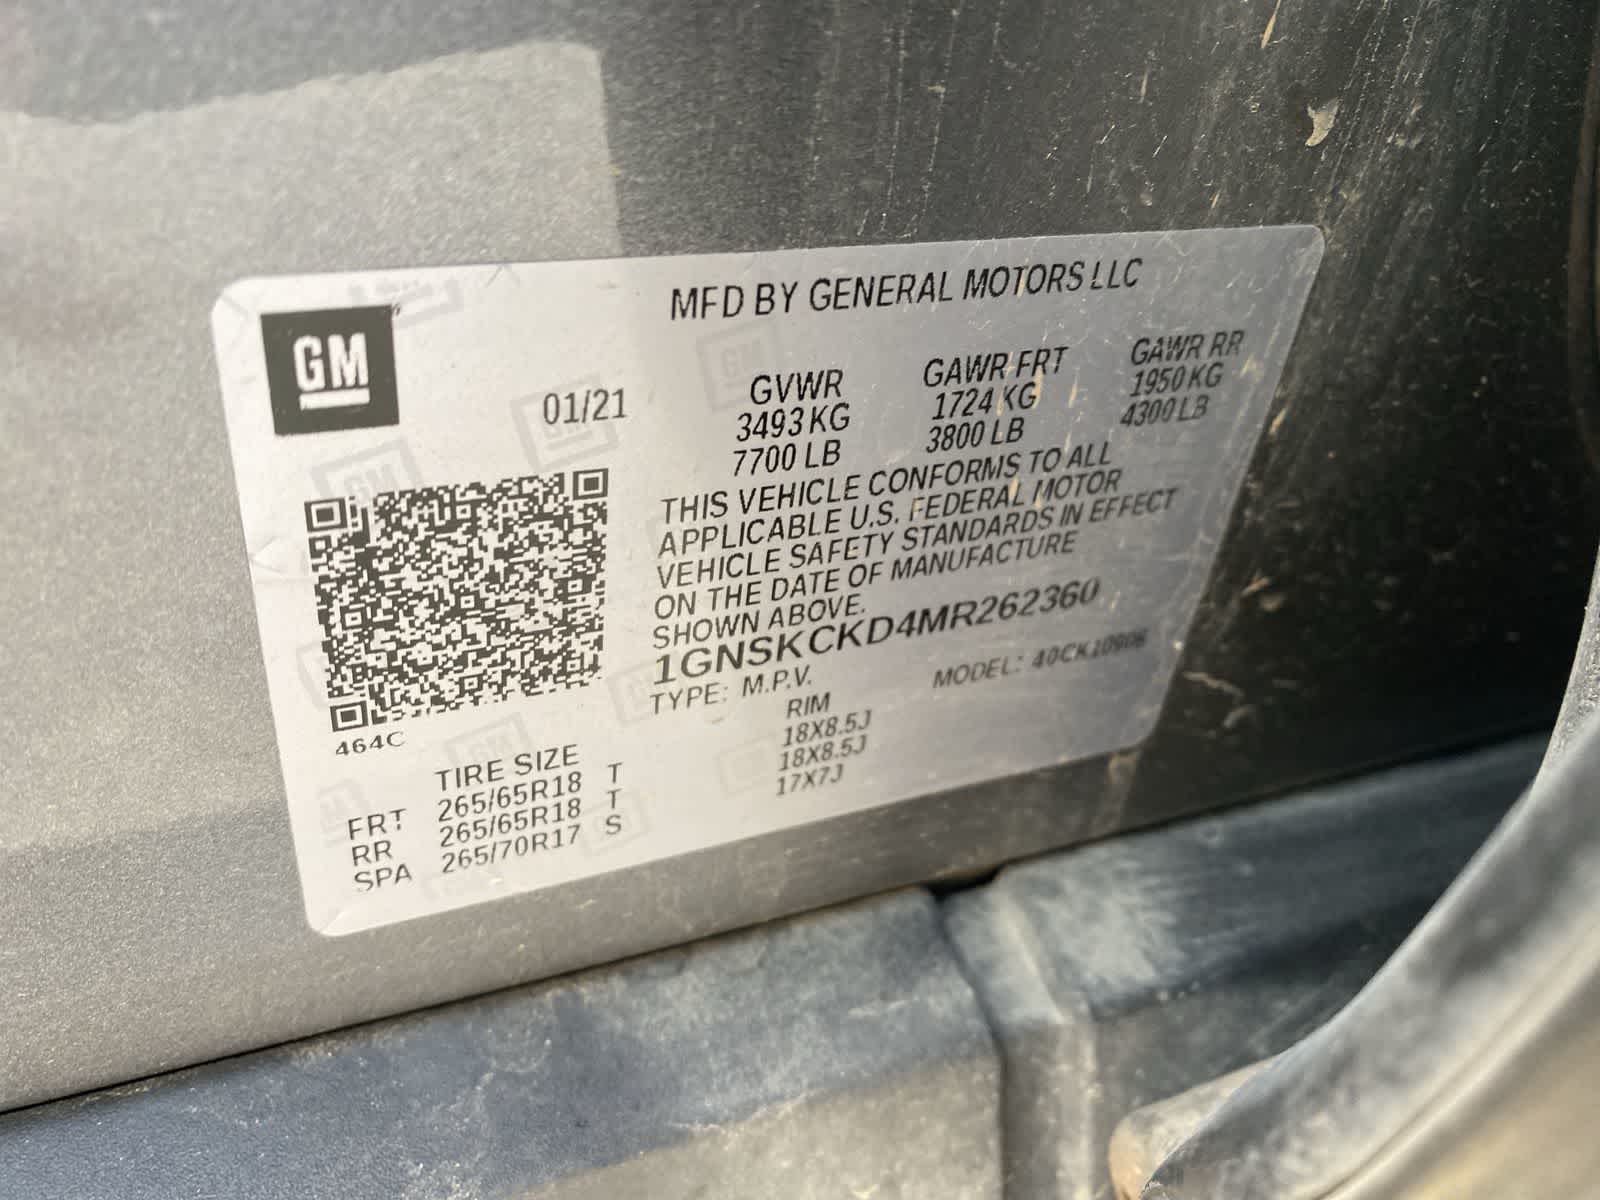 GM
MFD BY GENERAL MOTORS LLC
01/21
GVWR GAWR FRT GAWR RR
3493 KG 1724 KG 1950 KG
7700 LB 3800 LB 4300 LB
THIS VEHICLE CONFORMS TO ALL
APPLICABLE U.S. FEDERAL MOTOR
VEHICLE SAFETY STANDARDS IN EFFECT
ON THE DATE OF MANUFACTURE
SHOWN ABOVE.
1GNSKCKD4MR262360
TYPE: M.P.V. MODEL: 40CK10906
464C
TIRE SIZE RIM
FRT 265/65R18 T 18X8.5J
RR 265/65R18 T 18X8.5J
SPA 265/70R17 S 17X7J